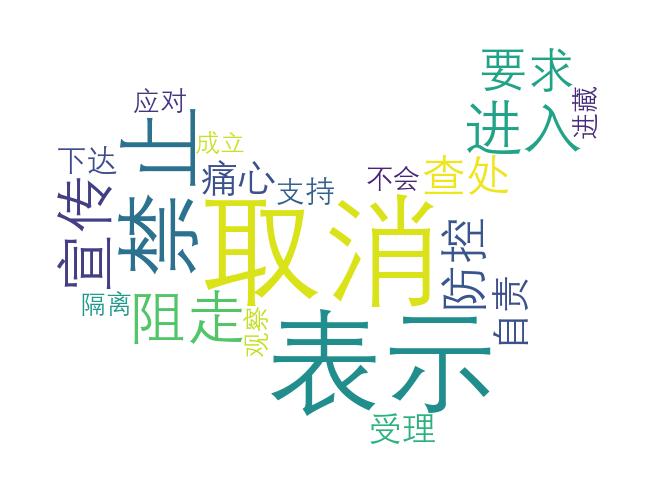 要求
应对
进藏
进入
禁止
成立
下达
查处
痛心
不会
支持
宣传
取消
防控
自责
隔离
阻走
观察
表示
受理